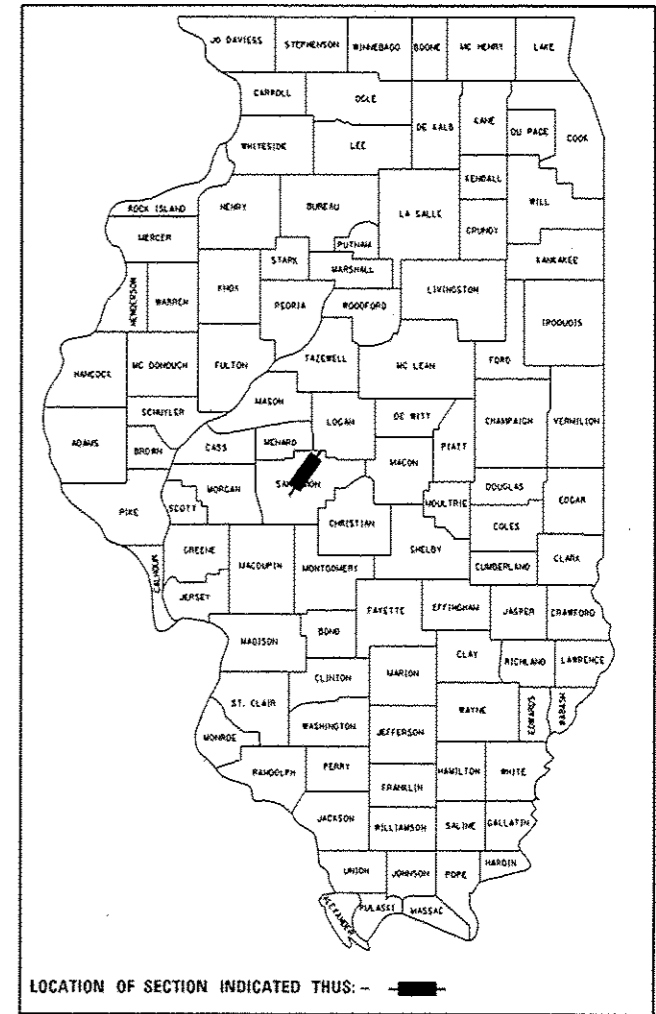 JO DAVIESS STEPHENSON WINNEBAGO BOONE MC HENRY LAKE
CARROLL OGLE DE KALB KANE DU PAGE COOK
WHITESIDE LEE
KENDALL
ROCK ISLAND HENRY BUREAU LA SALLE WILL
MERCER PUTNAM GRUNDY
STARK MARSHALL KANKAKEE
HENDERSON WARREN KNOX PEORIA WOODFORD LIVINGSTON
IROQUOIS
HANCOCK MC DONOUGH FULTON TAZEWELL MC LEAN FORD
MASON
SCHUYLER LOGAN DE WITT CHAMPAIGN VERMILION
ADAMS BROWN CASS MENARD PIATT
MACON
MORGAN DOUGLAS
PIKE SCOTT CHRISTIAN MOULTRIE EDGAR
COLES
GREENE SHELBY
CALHOUN MACOUPIN MONTGOMERY CUMBERLAND CLARK
JERSEY FAYETTE EFFINGHAM JASPER CRAWFORD
BOND
MADISON CLAY RICHLAND LAWRENCE
CLINTON MARION
ST. CLAIR WAYNE EDWARDS WABASH
WASHINGTON JEFFERSON
MONROE
RANDOLPH PERRY HAMILTON WHITE
FRANKLIN
JACKSON WILLIAMSON SALINE GALLATIN
UNION JOHNSON POPE HARDIN
ALEXANDER PULASKI MASSAC
LOCATION OF SECTION INDICATED THUS: -